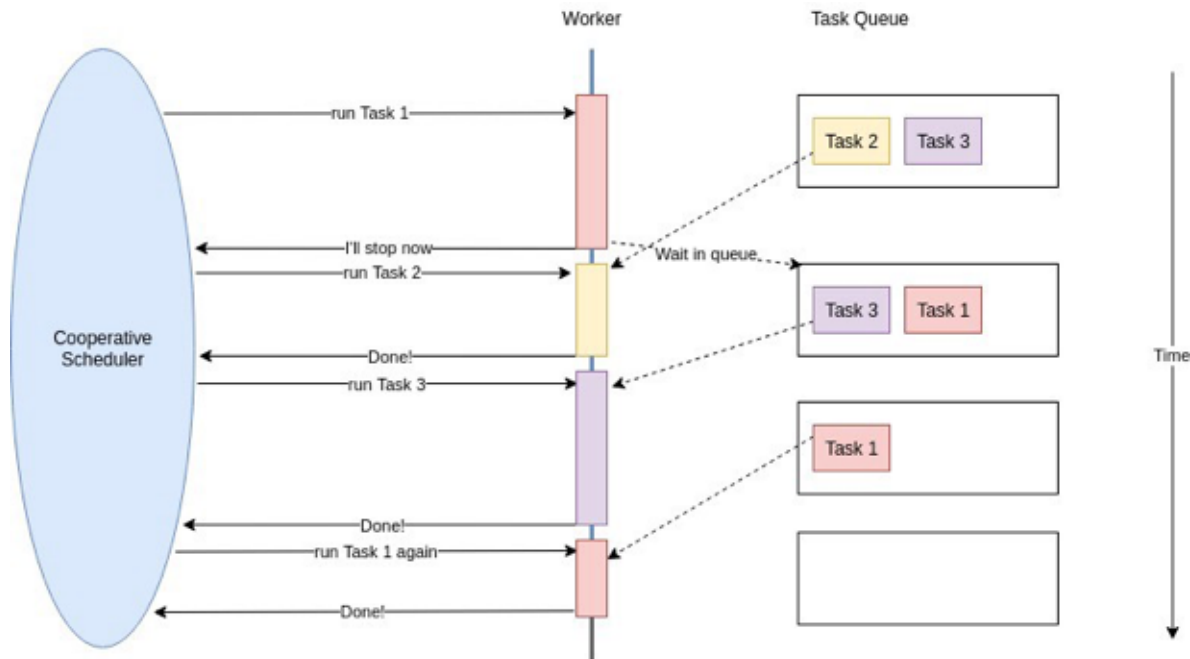 Worker
Task Queue
run Task 1
Task 2
Task 3
I'll stop now
Wait in queue
run Task 2
Task 3
Task 1
Cooperative
Scheduler
Done!
Time
run Task 3
Task 1
Done!
run Task 1 again
Done!